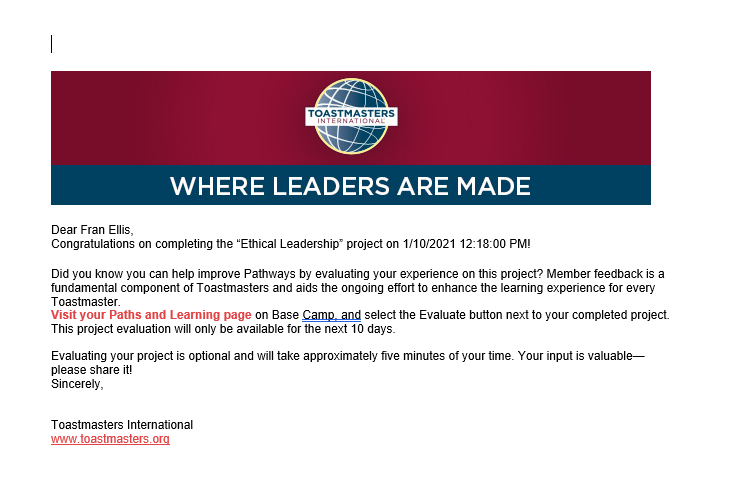 TOASTMASTERS
INTERNATIONAL
WHERE LEADERS ARE MADE
Dear Fran Ellis,
Congratulations on completing the “Ethical Leadership” project on 1/10/2021 12:18:00 PM!
Did you know you can help improve Pathways by evaluating your experience on this project? Member feedback is a
fundamental component of Toastmasters and aids the ongoing effort to enhance the learning experience for every
Toastmaster.
Visit your Paths and Learning page on Base Camp, and select the Evaluate button next to your completed project.
This project evaluation will only be available for the next 10 days.
Evaluating your project is optional and will take approximately five minutes of your time. Your input is valuable—
please share it!
Sincerely,
Toastmasters International
www.toastmasters.org